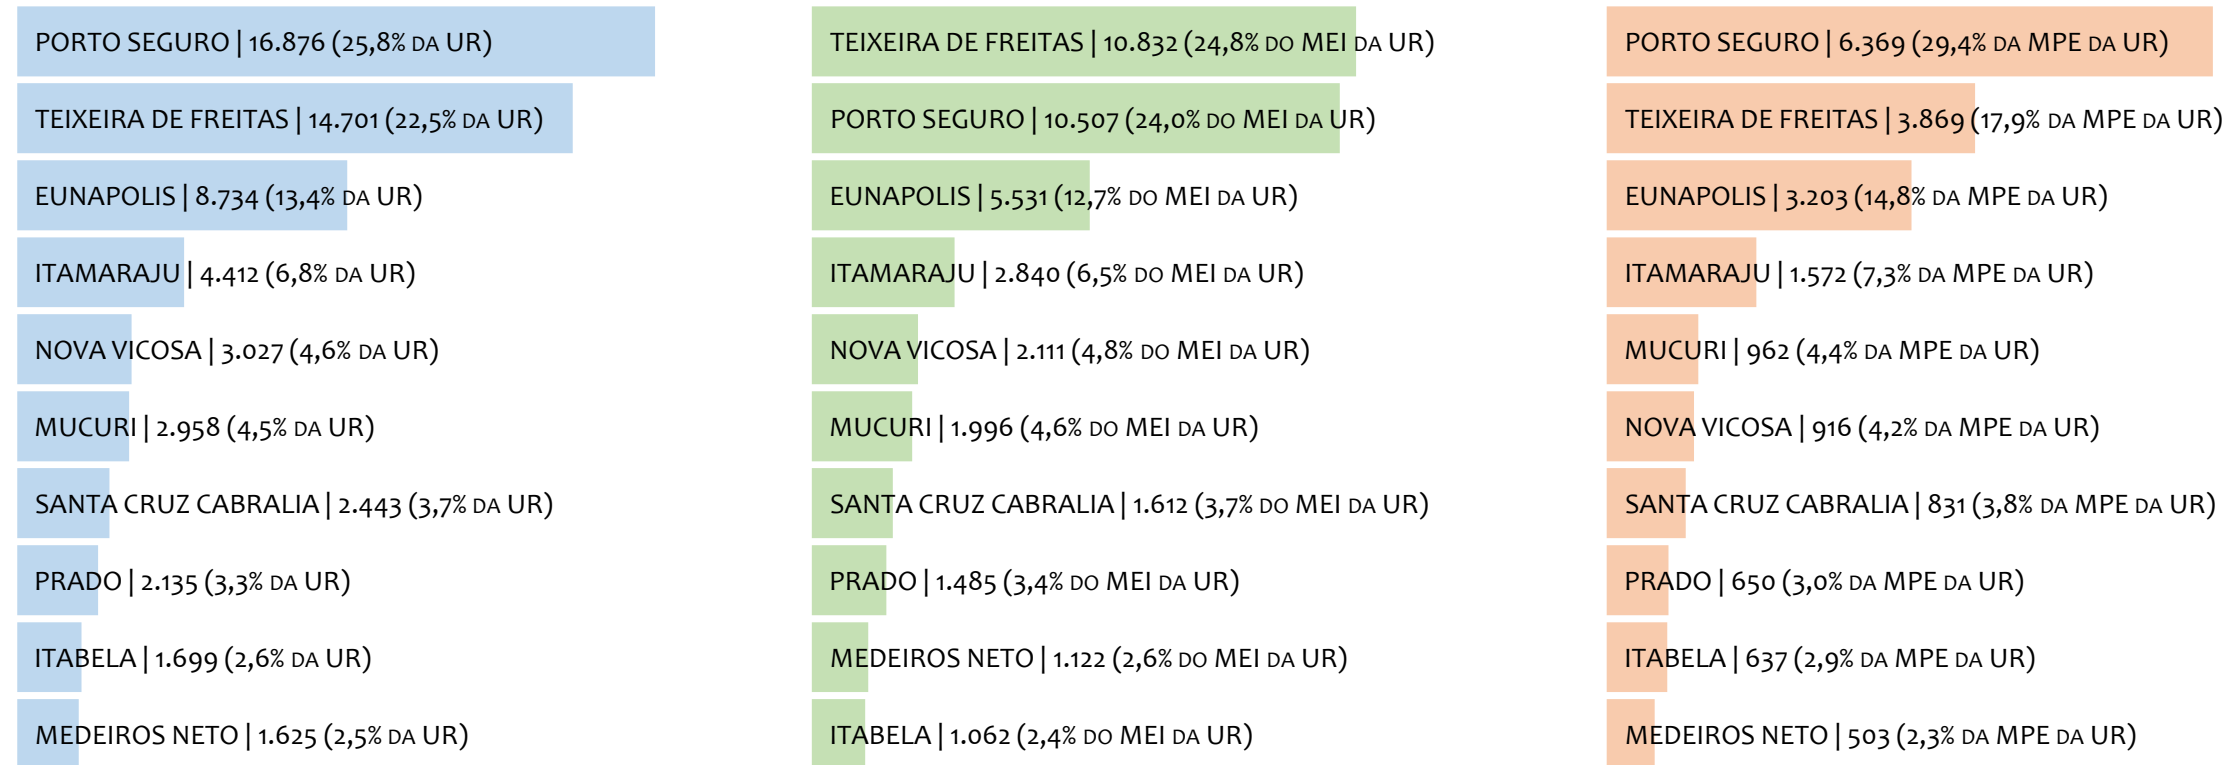 PORTO SEGURO | 16.876 (25,8% DA UR)
TEIXEIRA DE FREITAS | 14.701 (22,5% DA UR)
EUNAPOLIS | 8.734 (13,4% DA UR)
ITAMARAJU | 4.412 (6,8% DA UR)
NOVA VICOSA | 3.027 (4,6% DA UR)
MUCURI | 2.958 (4,5% DA UR)
SANTA CRUZ CABRALIA | 2.443 (3,7% DA UR)
PRADO | 2.135 (3,3% DA UR)
ITABELA | 1.699 (2,6% DA UR)
MEDEIROS NETO | 1.625 (2,5% DA UR)
TEIXEIRA DE FREITAS | 10.832 (24,8% DO MEI DA UR)
PORTO SEGURO | 10.507 (24,0% DO MEI DA UR)
EUNAPOLIS | 5.531 (12,7% DO MEI DA UR)
ITAMARAJU | 2.840 (6,5% DO MEI DA UR)
NOVA VICOSA | 2.111 (4,8% DO MEI DA UR)
MUCURI | 1.996 (4,6% DO MEI DA UR)
SANTA CRUZ CABRALIA | 1.612 (3,7% DO MEI DA UR)
PRADO | 1.485 (3,4% DO MEI DA UR)
MEDEIROS NETO | 1.122 (2,6% DO MEI DA UR)
ITABELA | 1.062 (2,4% DO MEI DA UR)
PORTO SEGURO | 6.369 (29,4% DA MPE DA UR)
TEIXEIRA DE FREITAS | 3.869 (17,9% DA MPE DA UR)
EUNAPOLIS | 3.203 (14,8% DA MPE DA UR)
ITAMARAJU | 1.572 (7,3% DA MPE DA UR)
MUCURI | 962 (4,4% DA MPE DA UR)
NOVA VICOSA | 916 (4,2% DA MPE DA UR)
SANTA CRUZ CABRALIA | 831 (3,8% DA MPE DA UR)
PRADO | 650 (3,0% DA MPE DA UR)
ITABELA | 637 (2,9% DA MPE DA UR)
MEDEIROS NETO | 503 (2,3% DA MPE DA UR)